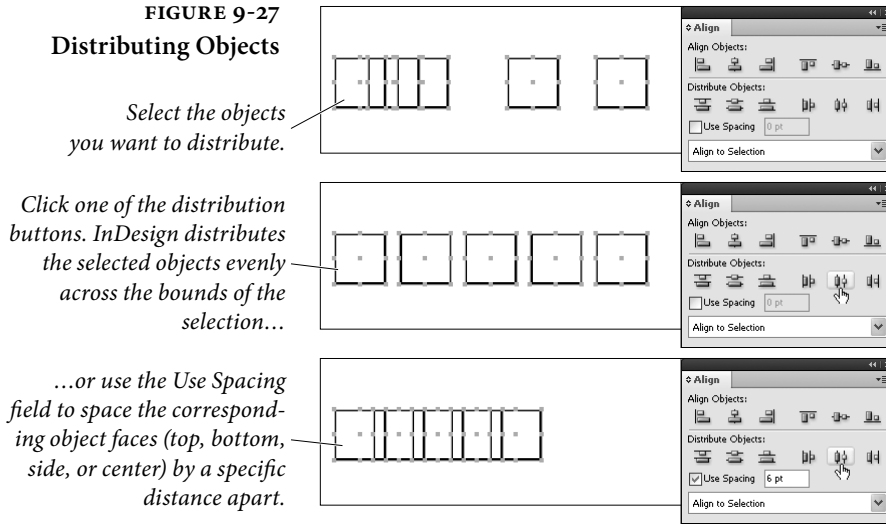 FIGURE 9-27
Distributing Objects
Select the objects
you want to distribute.
Align
Align Objects:
Distribute Objects:
Use Spacing 0 pt
Align to Selection
Click one of the distribution
buttons. InDesign distributes
the selected objects evenly
across the bounds of the
selection…
Align
Align Objects:
Distribute Objects:
Use Spacing 0 pt
Align to Selection
…or use the Use Spacing
field to space the correspond-
ing object faces (top, bottom,
side, or center) by a specific
distance apart.
Align
Align Objects:
Distribute Objects:
Use Spacing 6 pt
Align to Selection